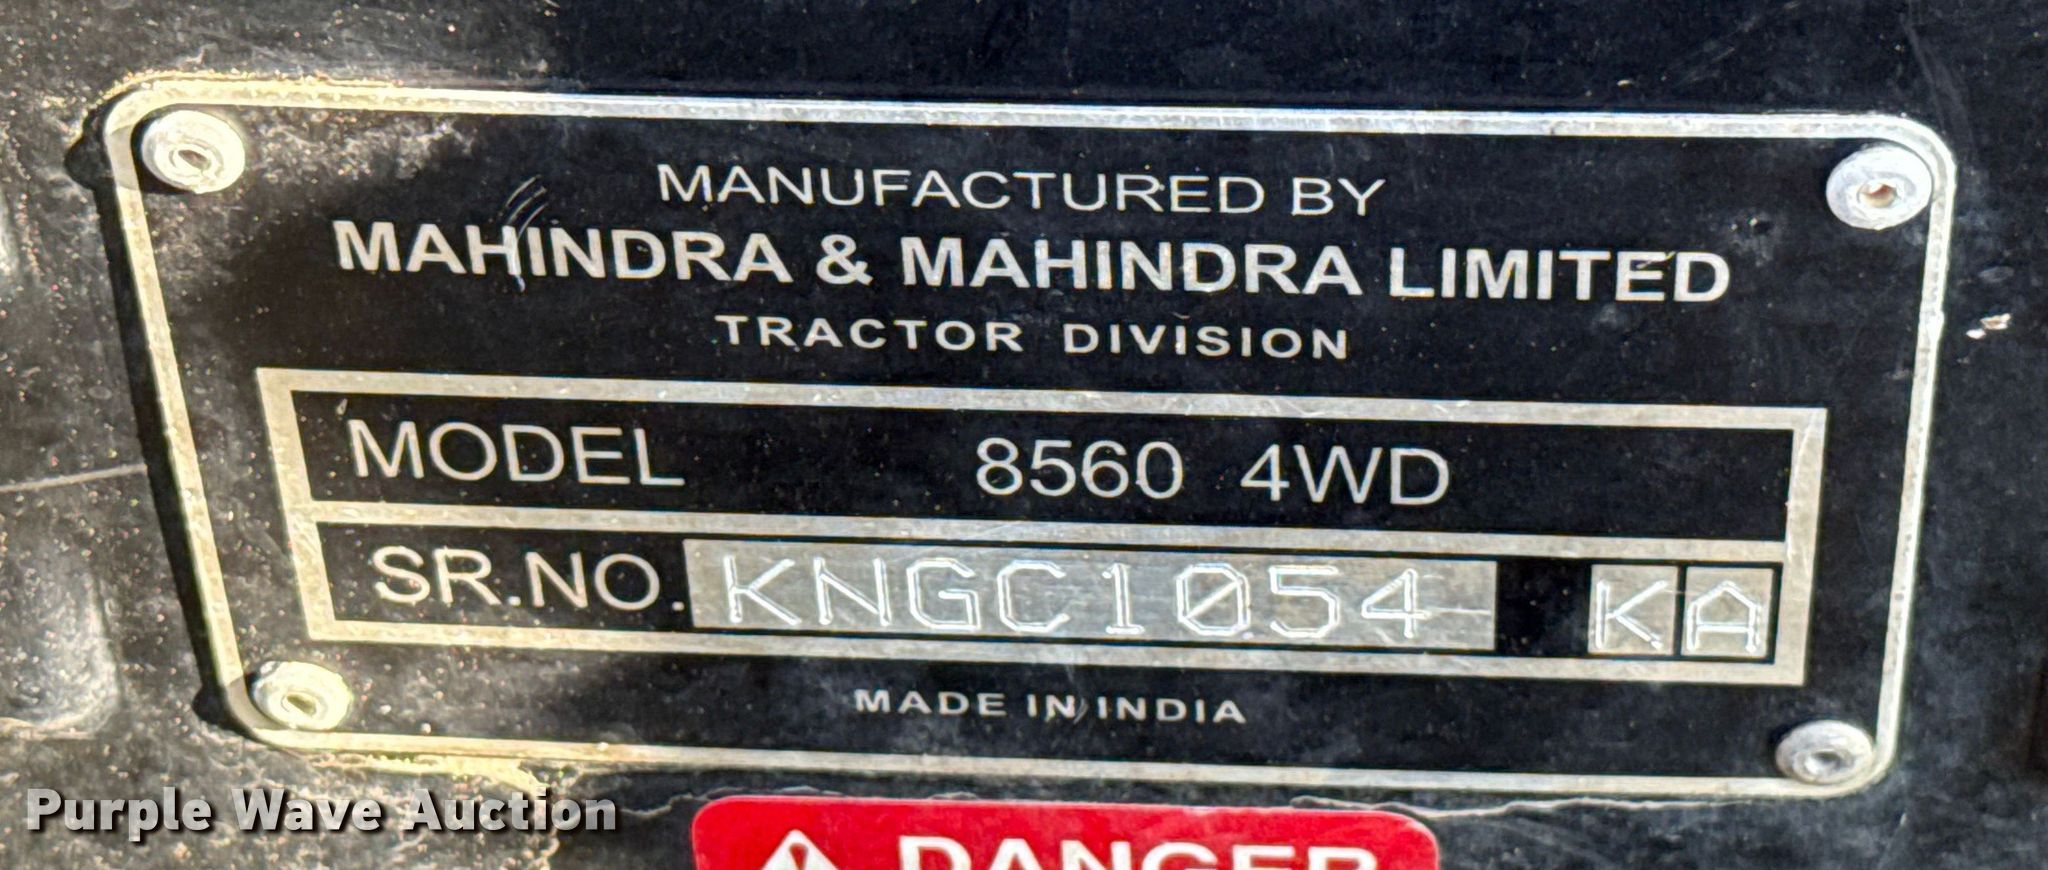 MANUFACTURED BY
MAHINDRA & MAHINDRA LIMITED
TRACTOR DIVISION
MODEL 8560 4WD
SR.NO. KNGC1054 KA
MADE IN INDIA
Purple Wave Auction
DANGER